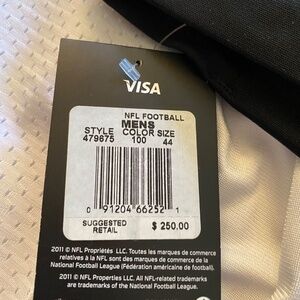 VISA
NFL FOOTBALL
MENS
STYLE COLOR SIZE
479675 100 44
0 91204 66252 1
SUGGESTED RETAIL $ 250.00
2011 © NFL Propriétés LLC. Toutes les marques de commerce
relatives à la NFL sont des marques de commerce de la
National Football League (Fédération américaine de football).
2011 © NFL Properties LLC. All NFL-related trademarks
are trademarks of the National Football League.